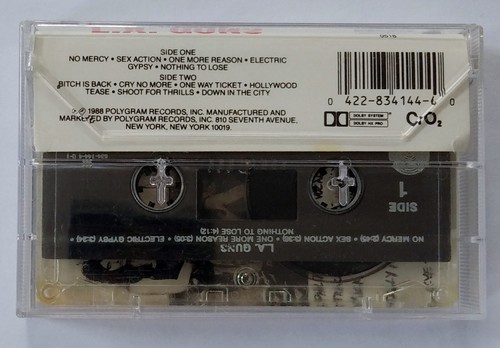 L.A. GUNS
SIDE ONE
NO MERCY • SEX ACTION • ONE MORE REASON • ELECTRIC
GYPSY • NOTHING TO LOSE
SIDE TWO
BITCH IS BACK • CRY NO MORE • ONE WAY TICKET • HOLLYWOOD
TEASE • SHOOT FOR THRILLS • DOWN IN THE CITY
℗ © 1988 POLYGRAM RECORDS, INC. MANUFACTURED AND
MARKETED BY POLYGRAM RECORDS, INC. 810 SEVENTH AVENUE,
NEW YORK, NEW YORK 10019.
0 422-834144-4 0
DOLBY SYSTEM
DOLBY HX PRO
CrO₂
SIDE
1
NO MERCY (2:45) • SEX ACTION (3:38) • ONE MORE REASON (3:05) • ELECTRIC GYPSY (3:24) •
NOTHING TO LOSE (4:12)
L.A. GUNS